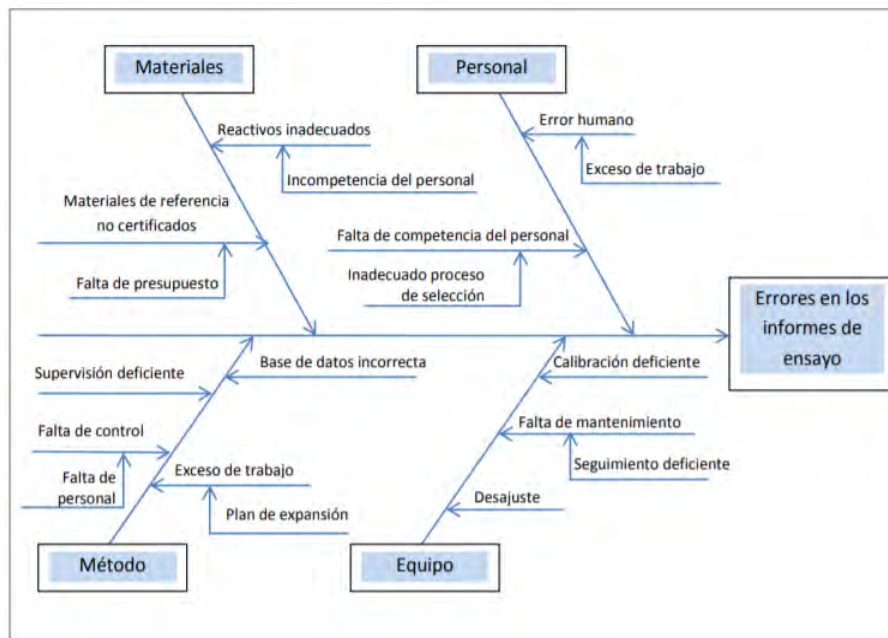 Materiales
Personal
Reactivos inadecuados
Incompetencia del personal
Materiales de referencia
no certificados
Falta de presupuesto
Error humano
Exceso de trabajo
Falta de competencia del personal
Inadecuado proceso
de selección
Errores en los
informes de
ensayo
Base de datos incorrecta
Supervisión deficiente
Falta de control
Falta de
personal
Exceso de trabajo
Plan de expansión
Calibración deficiente
Falta de mantenimiento
Seguimiento deficiente
Desajuste
Método
Equipo